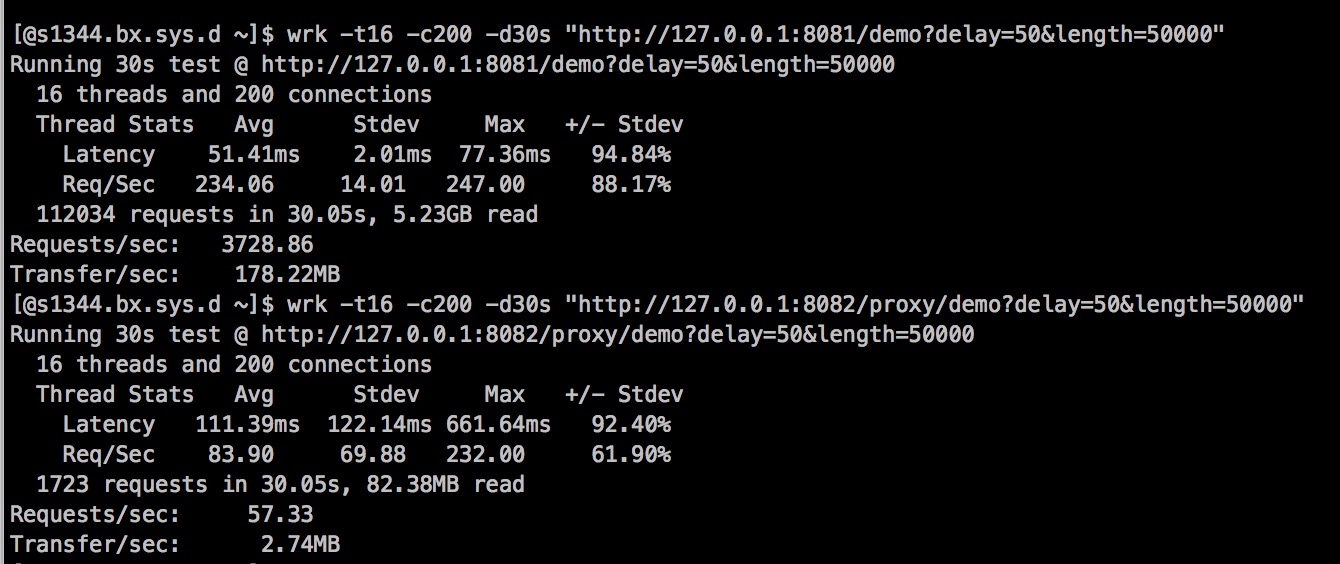 [@s1344.bx.sys.d ~]$ wrk -t16 -c200 -d30s "http://127.0.0.1:8081/demo?delay=50&length=50000"
Running 30s test @ http://127.0.0.1:8081/demo?delay=50&length=50000
  16 threads and 200 connections
  Thread Stats   Avg      Stdev     Max   +/- Stdev
    Latency    51.41ms    2.01ms  77.36ms   94.84%
    Req/Sec   234.06     14.01   247.00     88.17%
  112034 requests in 30.05s, 5.23GB read
Requests/sec:   3728.86
Transfer/sec:    178.22MB
[@s1344.bx.sys.d ~]$ wrk -t16 -c200 -d30s "http://127.0.0.1:8082/proxy/demo?delay=50&length=50000"
Running 30s test @ http://127.0.0.1:8082/proxy/demo?delay=50&length=50000
  16 threads and 200 connections
  Thread Stats   Avg      Stdev     Max   +/- Stdev
    Latency   111.39ms  122.14ms 661.64ms   92.40%
    Req/Sec    83.90     69.88   232.00     61.90%
  1723 requests in 30.05s, 82.38MB read
Requests/sec:     57.33
Transfer/sec:      2.74MB